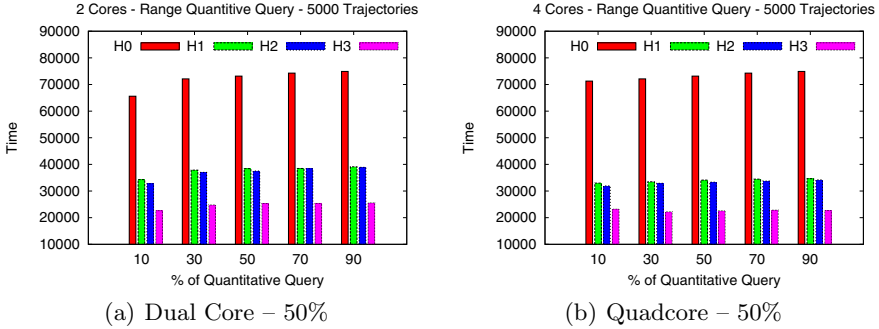 2 Cores - Range Quantitive Query - 5000 Trajectories
90000
80000
70000
60000
50000
40000
30000
20000
10000
Time
H0 H1 H2 H3
10 30 50 70 90
% of Quantitative Query
(a) Dual Core – 50%
4 Cores - Range Quantitive Query - 5000 Trajectories
90000
80000
70000
60000
50000
40000
30000
20000
10000
Time
H0 H1 H2 H3
10 30 50 70 90
% of Quantitative Query
(b) Quadcore – 50%